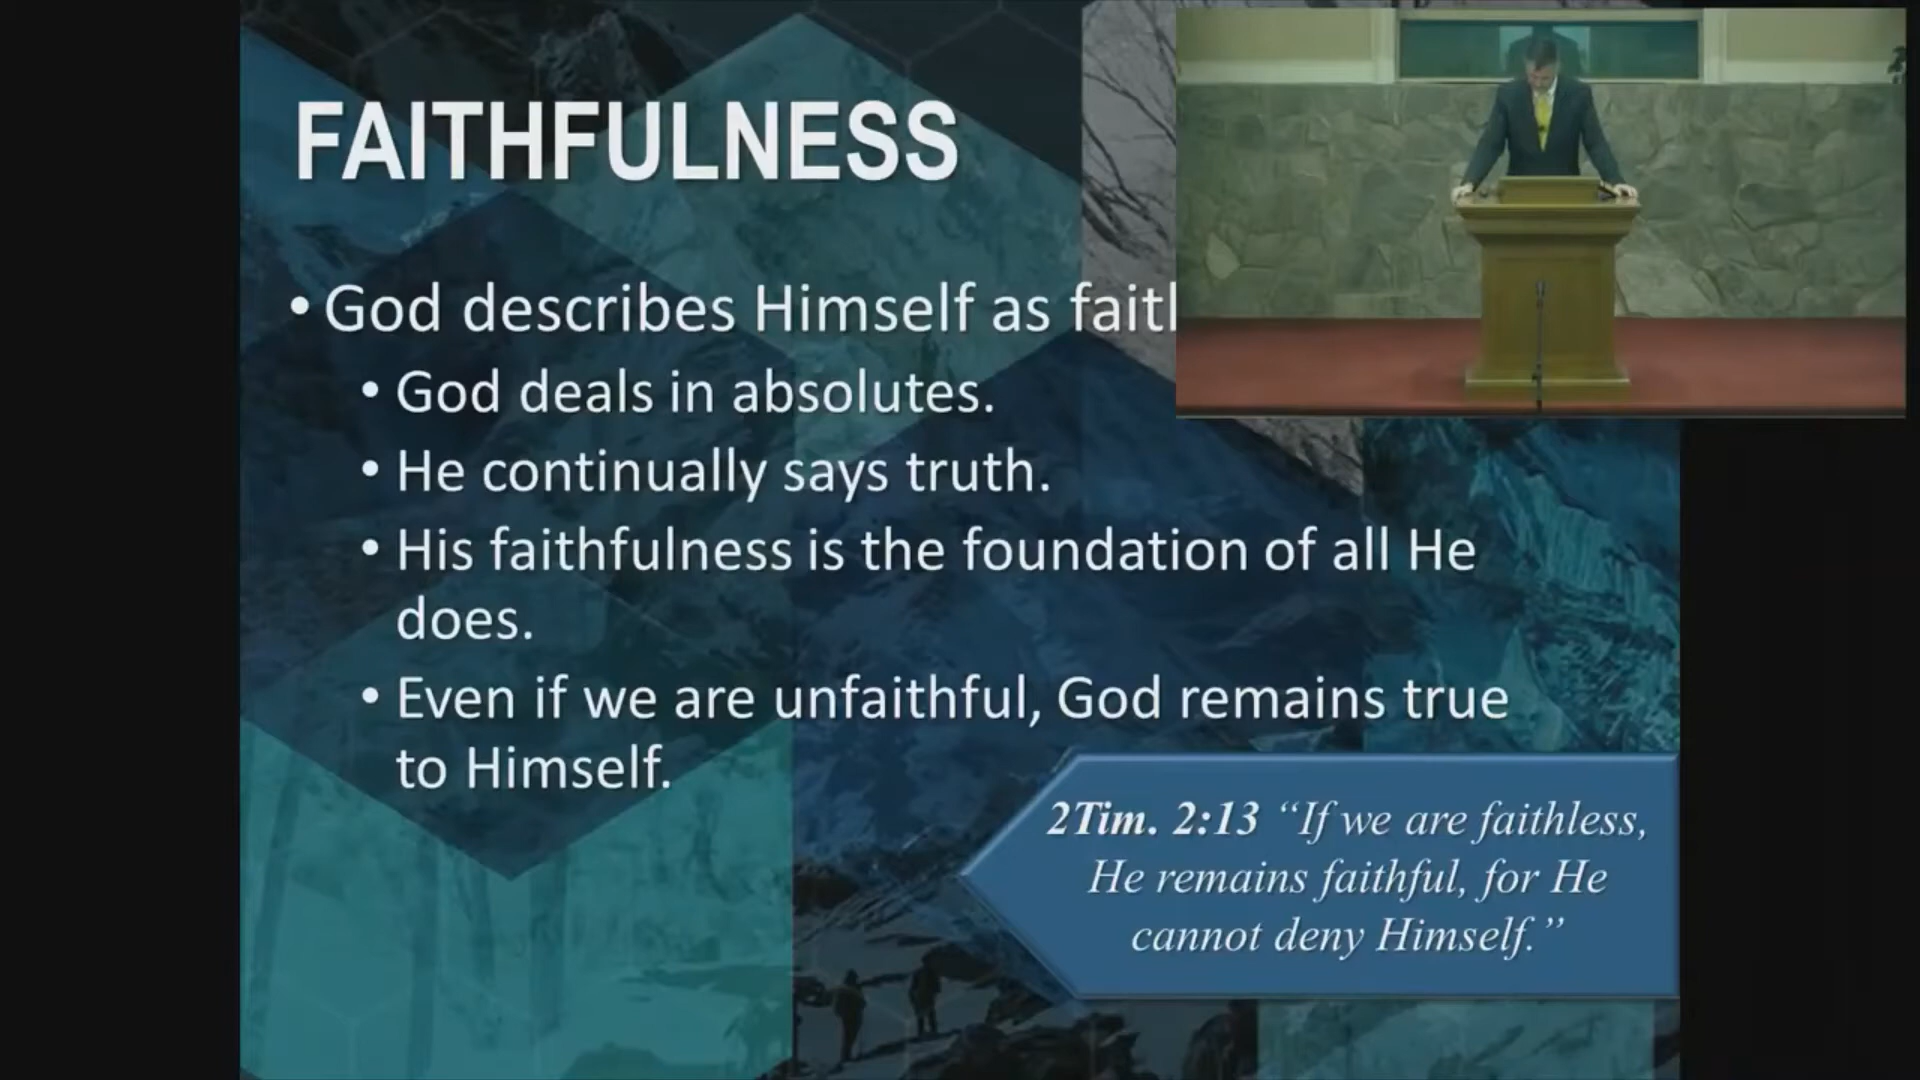 FAITHFULNESS
• God describes Himself as
• God deals in absolutes.
• He continually says truth.
• His faithfulness is the foundation of all He
does.
• Even if we are unfaithful, God remains true
to Himself.
2Tim. 2:13 “If we are faithless,
He remains faithful, for He
cannot deny Himself.”